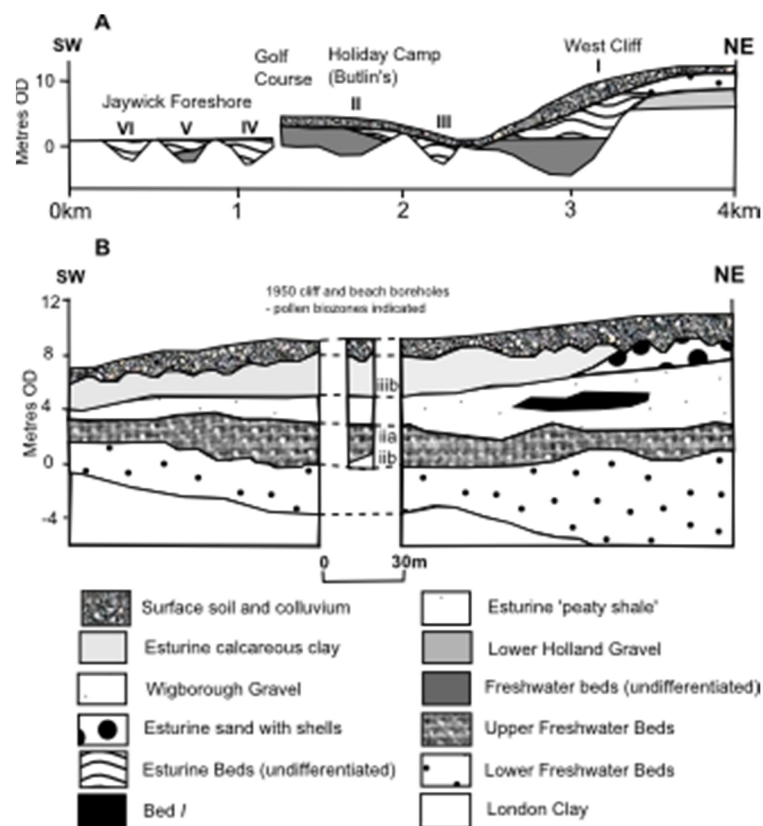 A
SW
NE
Golf
Course
Holiday Camp
(Butlin's)
West Cliff
Jaywick Foreshore
VI V IV II III I
Metres OD
10
0
0km 1 2 3 4km
B
SW
NE
1950 cliff and beach boreholes
- pollen biozones indicated
Metres OD
12
8
4
0
-4
iiib
iia
iib
0 30m
Surface soil and colluvium
Esturine calcareous clay
Wigborough Gravel
Esturine sand with shells
Esturine Beds (undifferentiated)
Bed l
Esturine 'peaty shale'
Lower Holland Gravel
Freshwater beds (undifferentiated)
Upper Freshwater Beds
Lower Freshwater Beds
London Clay